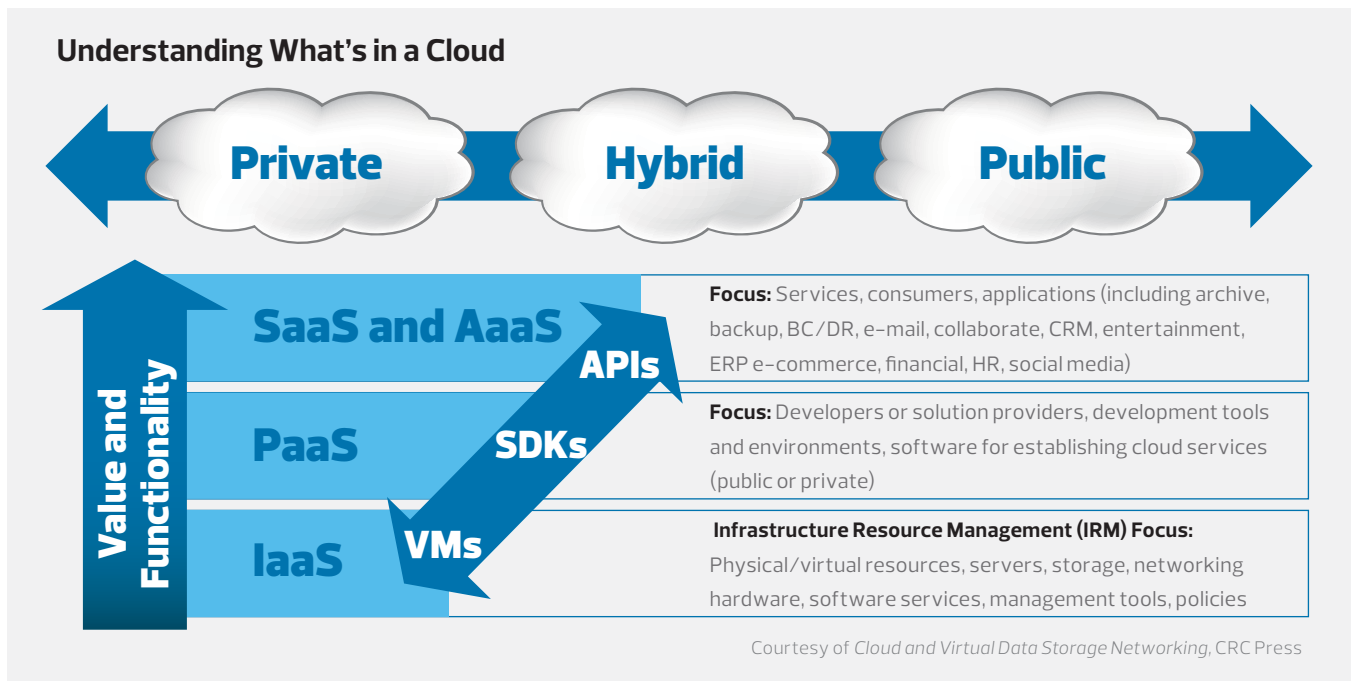 Understanding What's in a Cloud
Private
Hybrid
Public
Value and
Functionality
SaaS and AaaS
APIs
Focus: Services, consumers, applications (including archive,
backup, BC/DR, e-mail, collaborate, CRM, entertainment,
ERP e-commerce, financial, HR, social media)
PaaS
SDKs
Focus: Developers or solution providers, development tools
and environments, software for establishing cloud services
(public or private)
IaaS
VMs
Infrastructure Resource Management (IRM) Focus:
Physical/virtual resources, servers, storage, networking
hardware, software services, management tools, policies
Courtesy of Cloud and Virtual Data Storage Networking, CRC Press